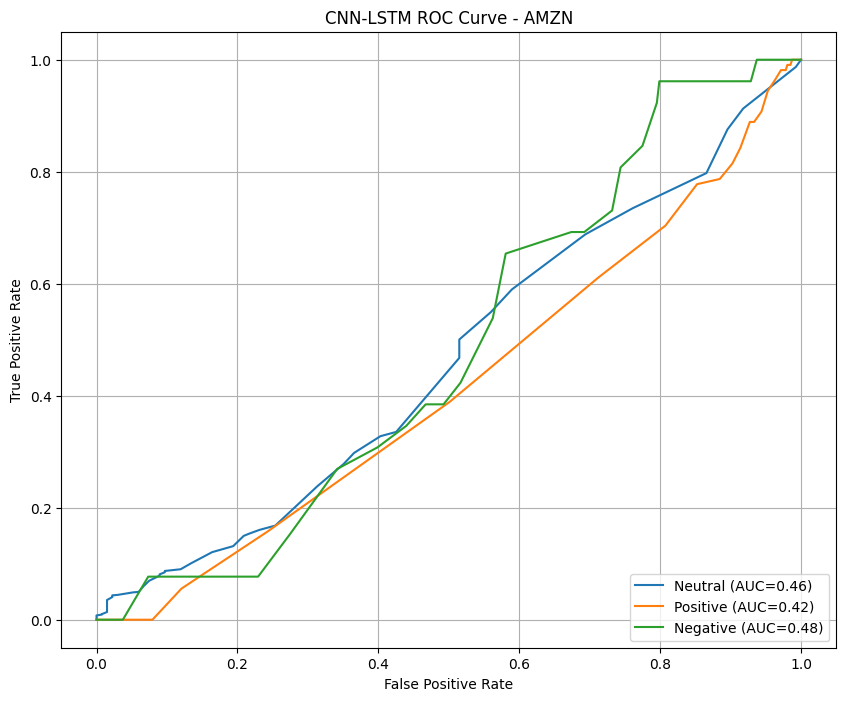 CNN-LSTM ROC Curve - AMZN
True Positive Rate
1.0
0.8
0.6
0.4
0.2
0.0
Neutral (AUC=0.46)
Positive (AUC=0.42)
Negative (AUC=0.48)
0.0 0.2 0.4 0.6 0.8 1.0
False Positive Rate